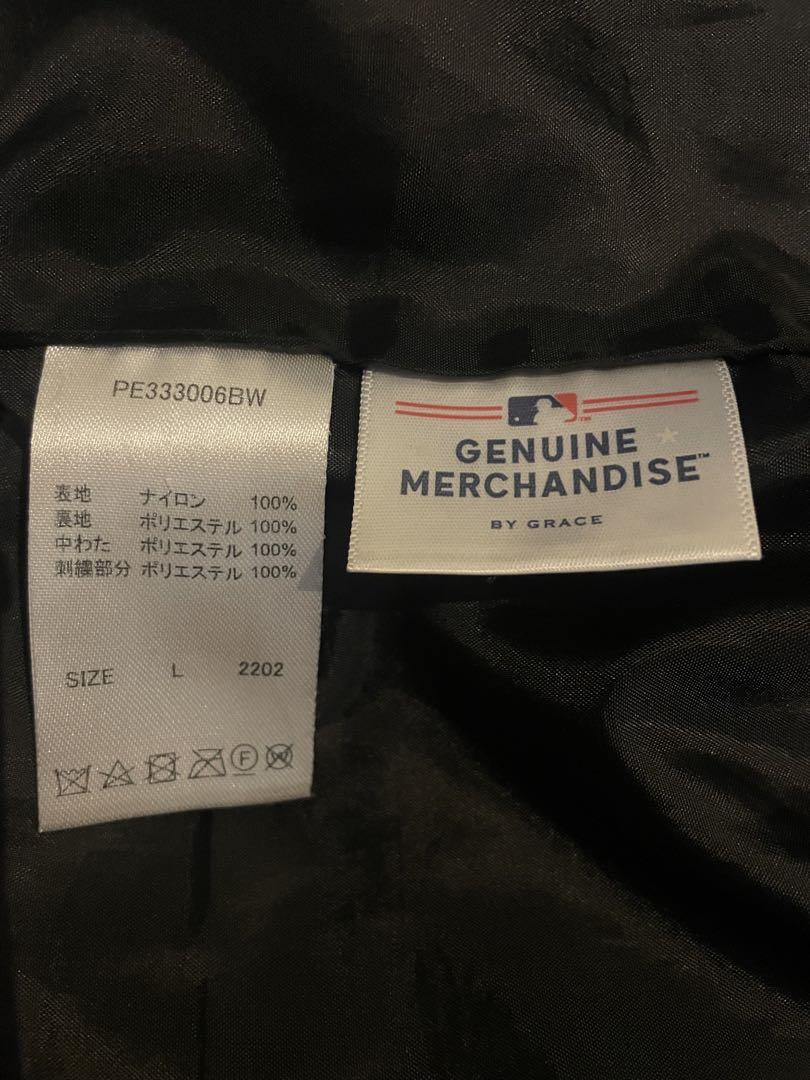 PE333006BW
表地 ナイロン 100%
裏地 ポリエステル 100%
中わた ポリエステル 100%
刺繍部分 ポリエステル 100%
SIZE L 2202
F
W
GENUINE
MERCHANDISE™
BY GRACE